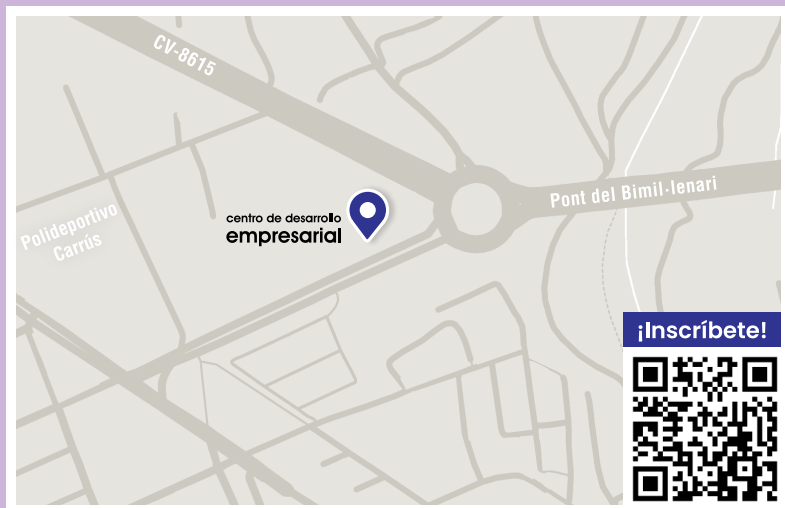 CV-8615
Pont del Bimil·lenari
Polideportivo
Carrús
centro de desarrollo
empresarial
¡Inscríbete!